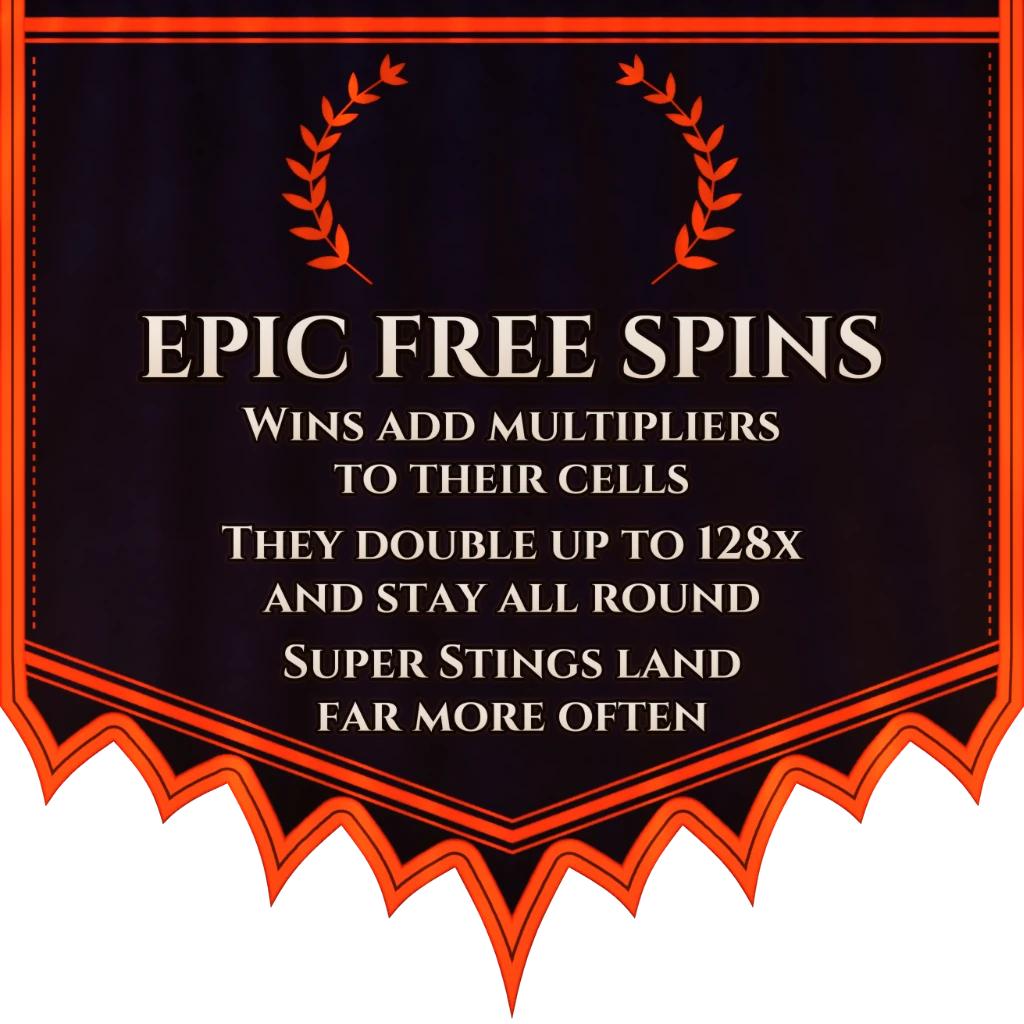 EPIC FREE SPINS
WINS ADD MULTIPLIERS
TO THEIR CELLS
THEY DOUBLE UP TO 128X
AND STAY ALL ROUND
SUPER STINGS LAND
FAR MORE OFTEN